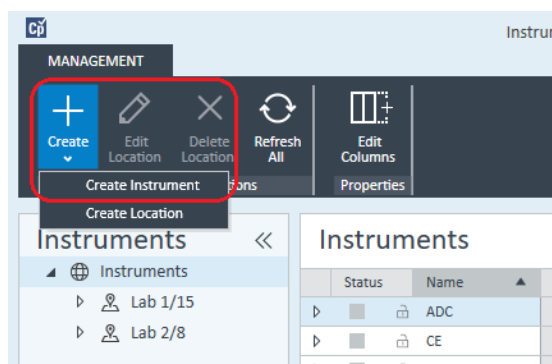 Cp
Instrum
MANAGEMENT
Create
Edit Location
Delete Location
Refresh All
Edit Columns
Create Instrument
ons
Properties
Create Location
Instruments
Instruments
Instruments
Status Name
Lab 1/15
ADC
Lab 2/8
CE